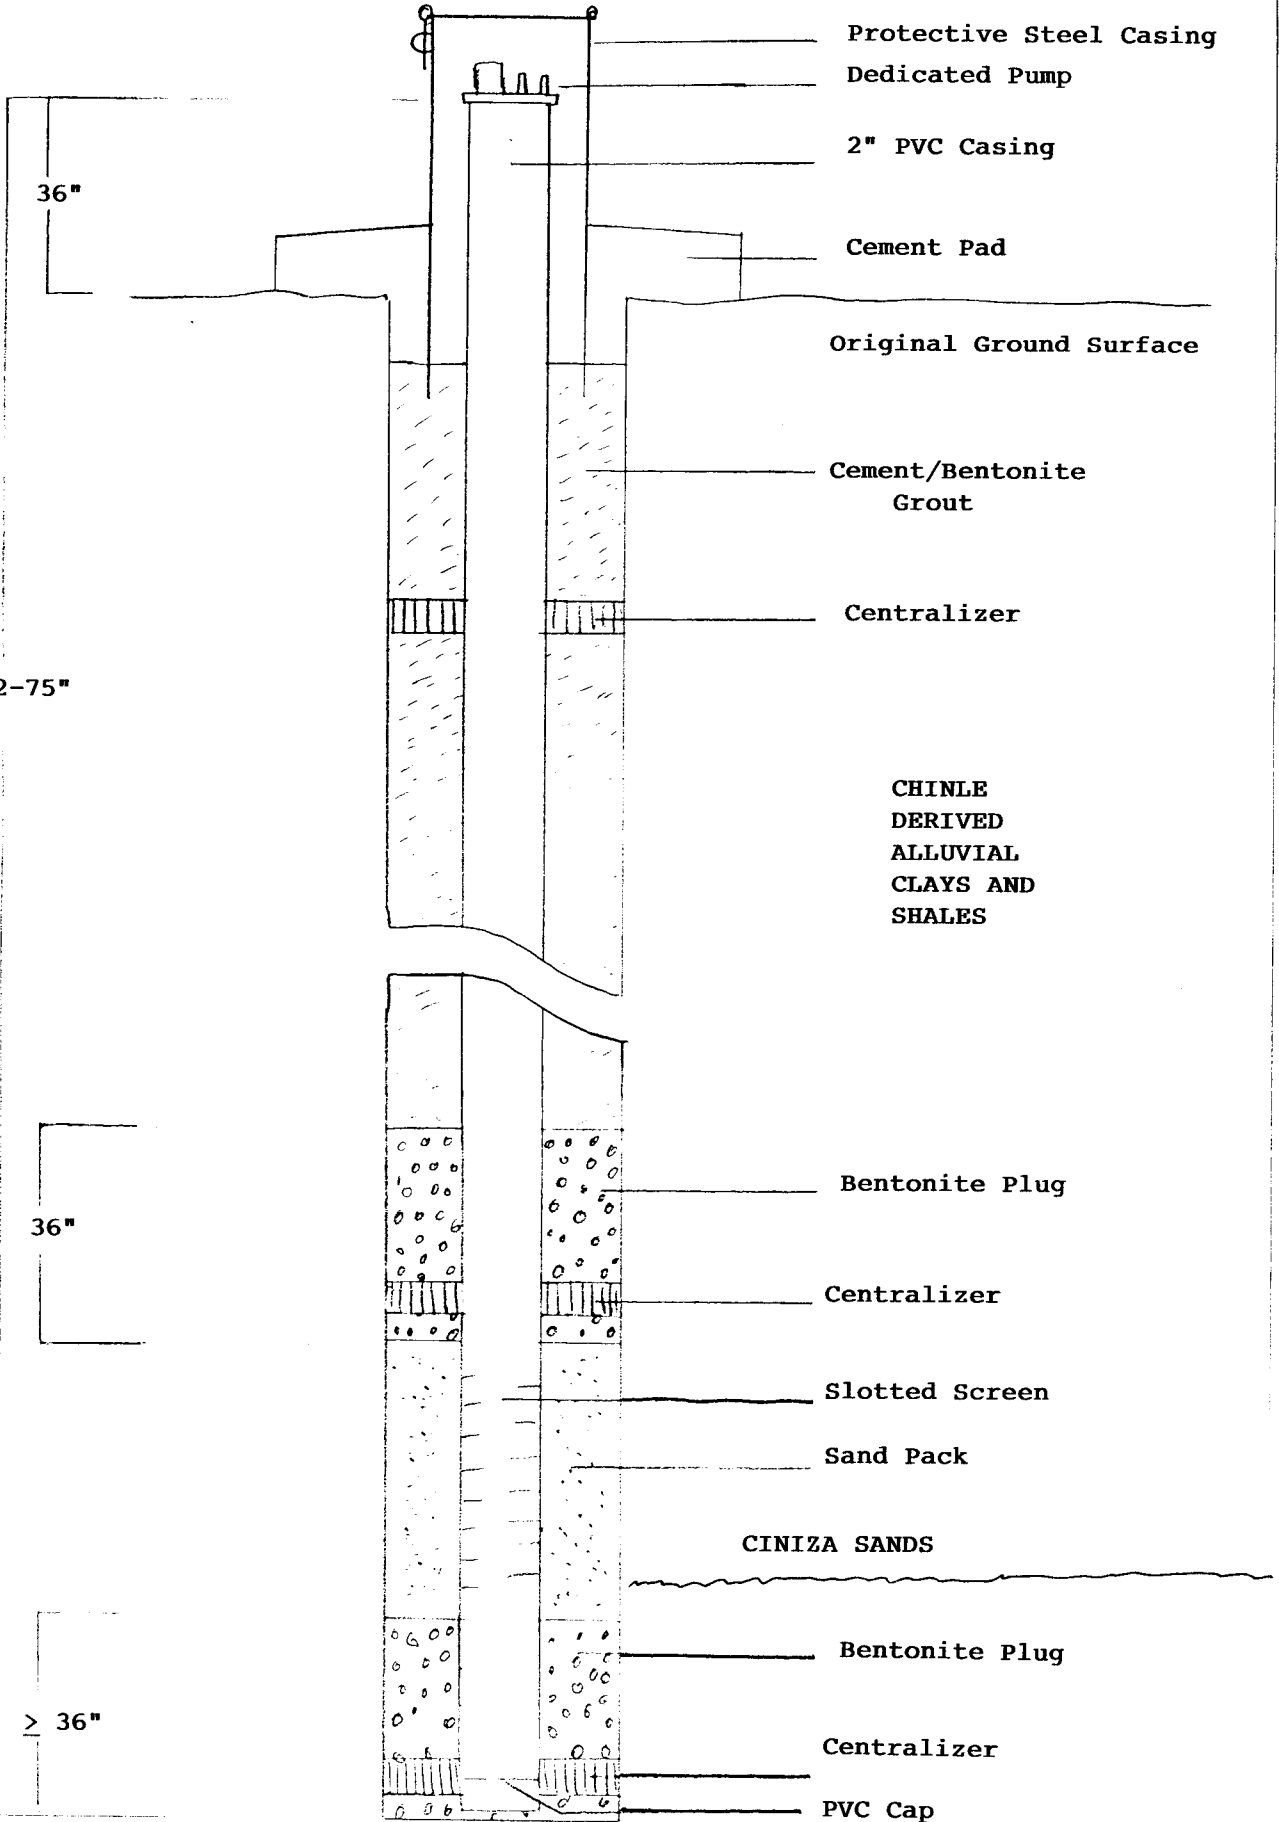 Protective Steel Casing
Dedicated Pump
2" PVC Casing
36"
Cement Pad
Original Ground Surface
Cement/Bentonite
Grout
Centralizer
2-75"
CHINLE
DERIVED
ALLUVIAL
CLAYS AND
SHALES
Bentonite Plug
36"
Centralizer
Slotted Screen
Sand Pack
CINIZA SANDS
Bentonite Plug
≥ 36"
Centralizer
PVC Cap